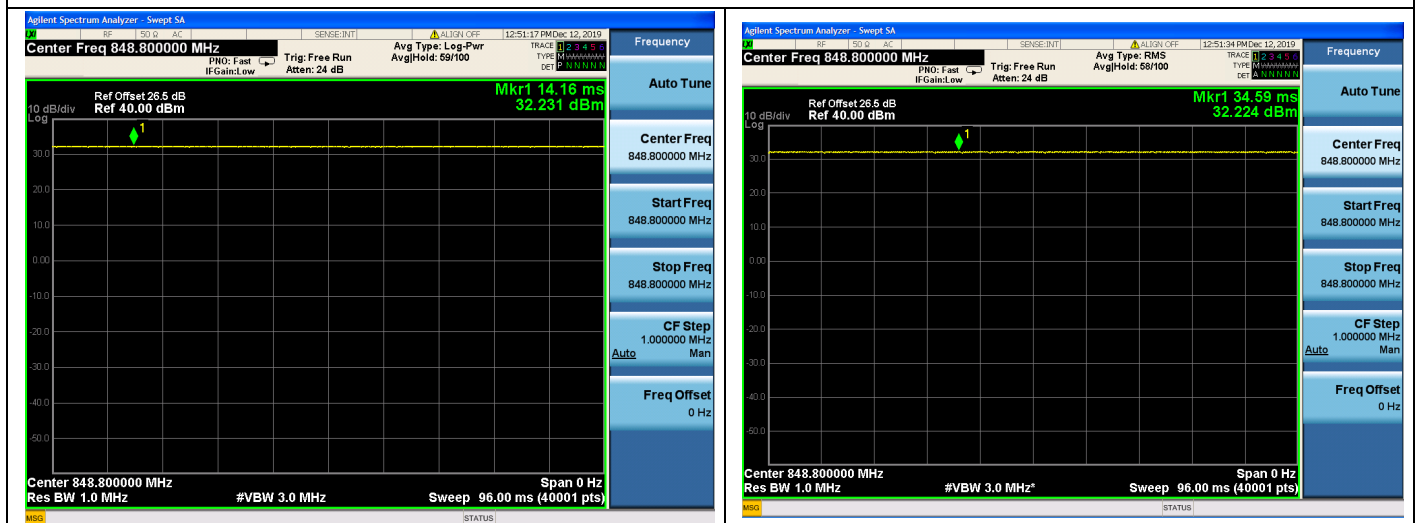 Agilent Spectrum Analyzer - Swept SA
LXI RF 50 Ω AC SENSE:INT ALIGN OFF 12:51:17 PM Dec 12, 2019
Center Freq 848.800000 MHz
PNO: Fast
IFGain:Low
Trig: Free Run
Atten: 24 dB
Avg Type: Log-Pwr
Avg|Hold: 59/100
TRACE 1 2 3 4 5 6
TYPE M WWWWW
DET P N N N N N
Mkr1 14.16 ms
32.231 dBm
Ref Offset 26.5 dB
10 dB/div Ref 40.00 dBm
Log
1
30.0
20.0
10.0
0.00
-10.0
-20.0
-30.0
-40.0
-50.0
Center 848.800000 MHz Span 0 Hz
Res BW 1.0 MHz #VBW 3.0 MHz Sweep 96.00 ms (40001 pts)
MSG STATUS
Frequency
Auto Tune
Center Freq
848.800000 MHz
Start Freq
848.800000 MHz
Stop Freq
848.800000 MHz
CF Step
1.000000 MHz
Auto Man
Freq Offset
0 Hz
Agilent Spectrum Analyzer - Swept SA
LXI RF 50 Ω AC SENSE:INT ALIGN OFF 12:51:34 PM Dec 12, 2019
Center Freq 848.800000 MHz
PNO: Fast
IFGain:Low
Trig: Free Run
Atten: 24 dB
Avg Type: RMS
Avg|Hold: 58/100
TRACE 1 2 3 4 5 6
TYPE M WWWWW
DET A N N N N N
Mkr1 34.59 ms
32.224 dBm
Ref Offset 26.5 dB
10 dB/div Ref 40.00 dBm
Log
1
30.0
20.0
10.0
0.00
-10.0
-20.0
-30.0
-40.0
-50.0
Center 848.800000 MHz Span 0 Hz
Res BW 1.0 MHz #VBW 3.0 MHz* Sweep 96.00 ms (40001 pts)
MSG STATUS
Frequency
Auto Tune
Center Freq
848.800000 MHz
Start Freq
848.800000 MHz
Stop Freq
848.800000 MHz
CF Step
1.000000 MHz
Auto Man
Freq Offset
0 Hz